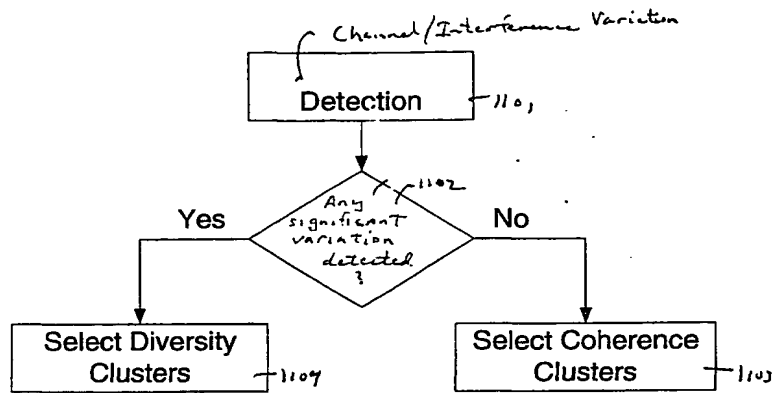 Channel/Interference Variation
Detection
1101
1102
Any
significant
variation
detected
?
Yes
No
Select Diversity
Clusters
1104
Select Coherence
Clusters
1103